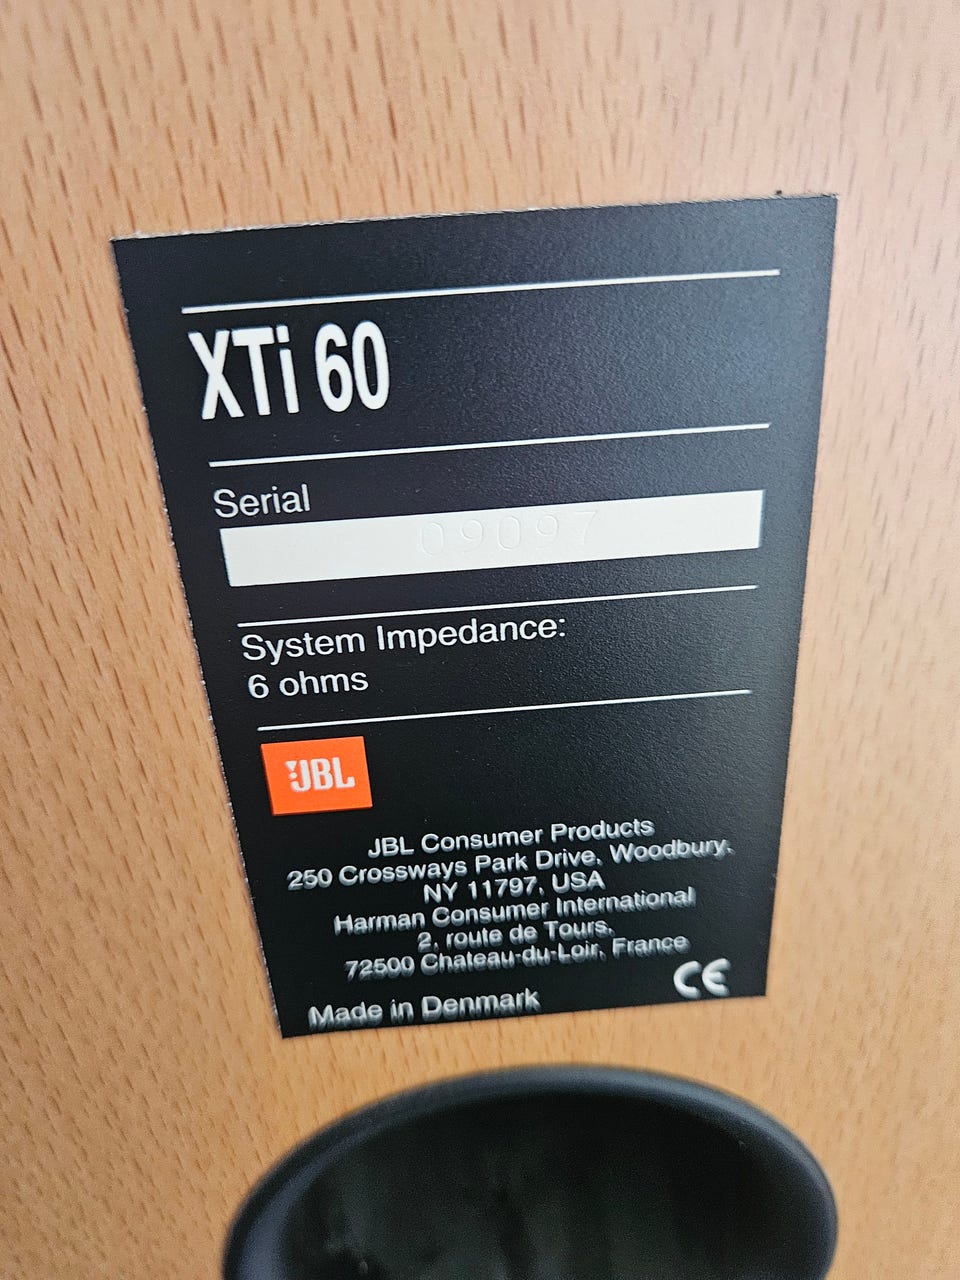 XTi 60
Serial
09097
System Impedance:
6 ohms
JBL
JBL Consumer Products
250 Crossways Park Drive, Woodbury,
NY 11797, USA
Harman Consumer International
2, route de Tours,
72500 Chateau-du-Loir, France
CE
Made in Denmark